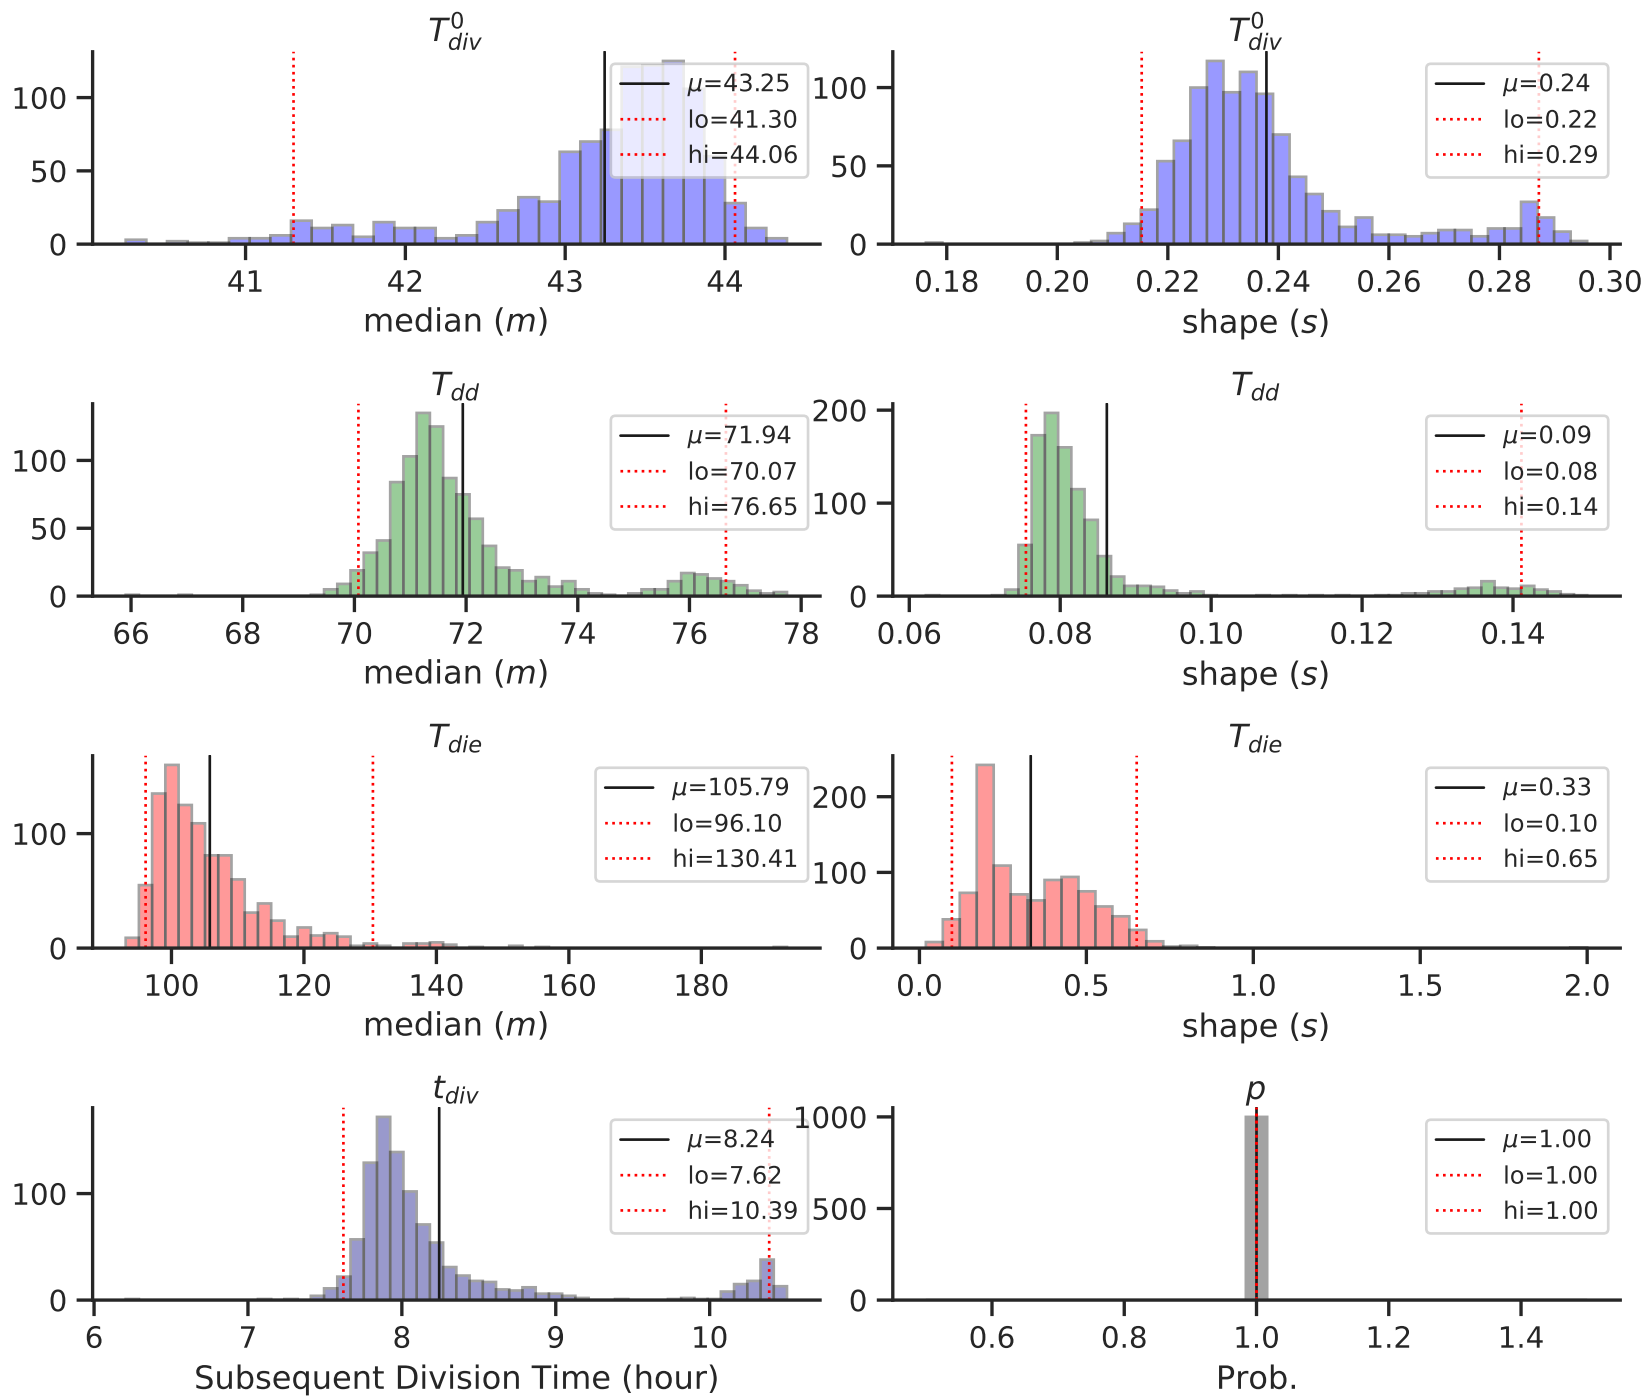 T⁰div
T⁰div
100
50
0
μ=43.25
lo=41.30
hi=44.06
41 42 43 44
median (m)
100
50
0
μ=0.24
lo=0.22
hi=0.29
0.18 0.20 0.22 0.24 0.26 0.28 0.30
shape (s)
Tdd
Tdd
100
50
0
μ=71.94
lo=70.07
hi=76.65
66 68 70 72 74 76 78
median (m)
200
100
0
μ=0.09
lo=0.08
hi=0.14
0.06 0.08 0.10 0.12 0.14
shape (s)
Tdie
Tdie
100
0
μ=105.79
lo=96.10
hi=130.41
100 120 140 160 180
median (m)
200
100
0
μ=0.33
lo=0.10
hi=0.65
0.0 0.5 1.0 1.5 2.0
shape (s)
tdiv
p
100
0
μ=8.24
lo=7.62
hi=10.39
6 7 8 9 10
Subsequent Division Time (hour)
1000
500
0
μ=1.00
lo=1.00
hi=1.00
0.6 0.8 1.0 1.2 1.4
Prob.